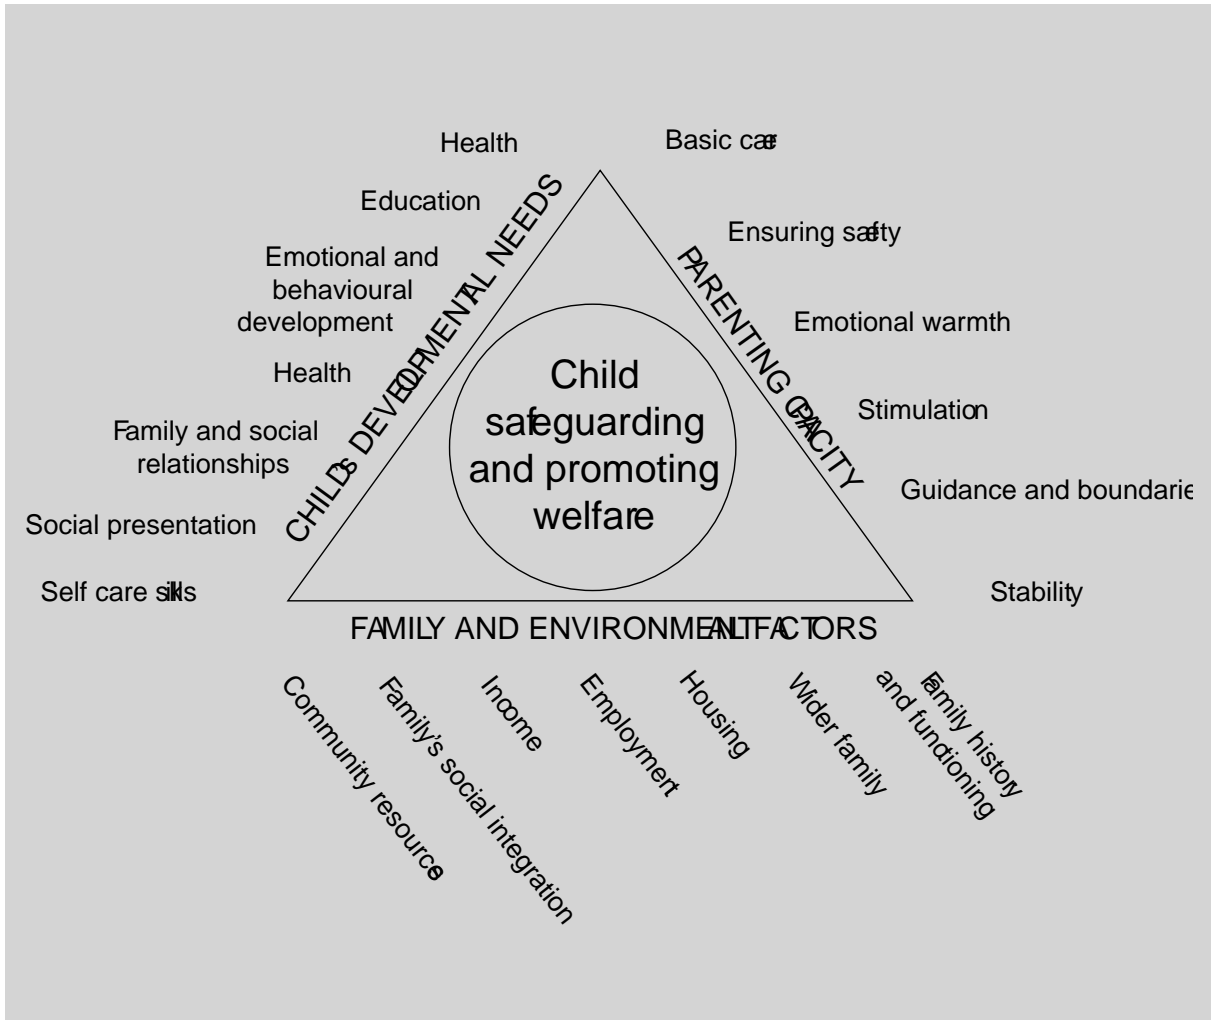 Health
Education
Emotional and
behavioural
development
Health
Family and social
relationships
Social presentation
Self care skills
CHILD's DEVELOPMENTAL NEEDS
Basic care
Ensuring safety
Emotional warmth
Stimulation
Guidance and boundarie
Stability
PARENTING CAPACITY
Child
safeguarding
and promoting
welfare
FAMILY AND ENVIRONMENTAL FACTORS
Community resources
Family's social integration
Income
Employment
Housing
Wider family
Family history
and functioning